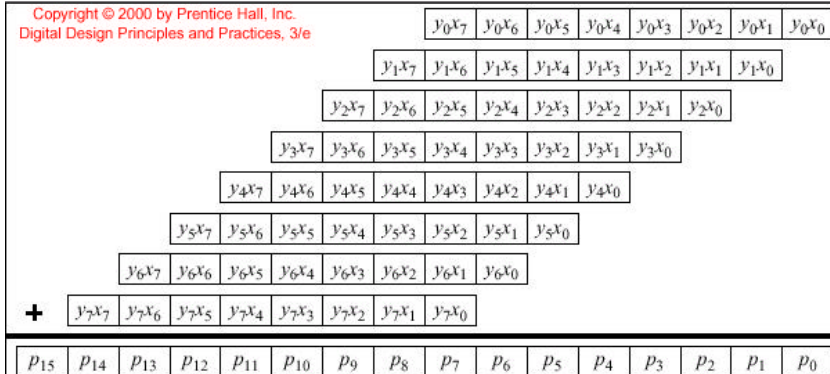 Copyright © 2000 by Prentice Hall, Inc.
Digital Design Principles and Practices, 3/e
y₀x₇ y₀x₆ y₀x₅ y₀x₄ y₀x₃ y₀x₂ y₀x₁ y₀x₀
y₁x₇ y₁x₆ y₁x₅ y₁x₄ y₁x₃ y₁x₂ y₁x₁ y₁x₀
y₂x₇ y₂x₆ y₂x₅ y₂x₄ y₂x₃ y₂x₂ y₂x₁ y₂x₀
y₃x₇ y₃x₆ y₃x₅ y₃x₄ y₃x₃ y₃x₂ y₃x₁ y₃x₀
y₄x₇ y₄x₆ y₄x₅ y₄x₄ y₄x₃ y₄x₂ y₄x₁ y₄x₀
y₅x₇ y₅x₆ y₅x₅ y₅x₄ y₅x₃ y₅x₂ y₅x₁ y₅x₀
y₆x₇ y₆x₆ y₆x₅ y₆x₄ y₆x₃ y₆x₂ y₆x₁ y₆x₀
+ y₇x₇ y₇x₆ y₇x₅ y₇x₄ y₇x₃ y₇x₂ y₇x₁ y₇x₀
p₁₅ p₁₄ p₁₃ p₁₂ p₁₁ p₁₀ p₉ p₈ p₇ p₆ p₅ p₄ p₃ p₂ p₁ p₀